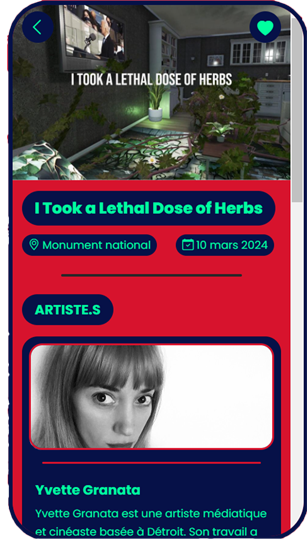 I TOOK A LETHAL DOSE OF HERBS
I Took a Lethal Dose of Herbs
Monument national
10 mars 2024
ARTISTE.S
Yvette Granata
Yvette Granata est une artiste médiatique
et cinéaste basée à Détroit. Son travail a